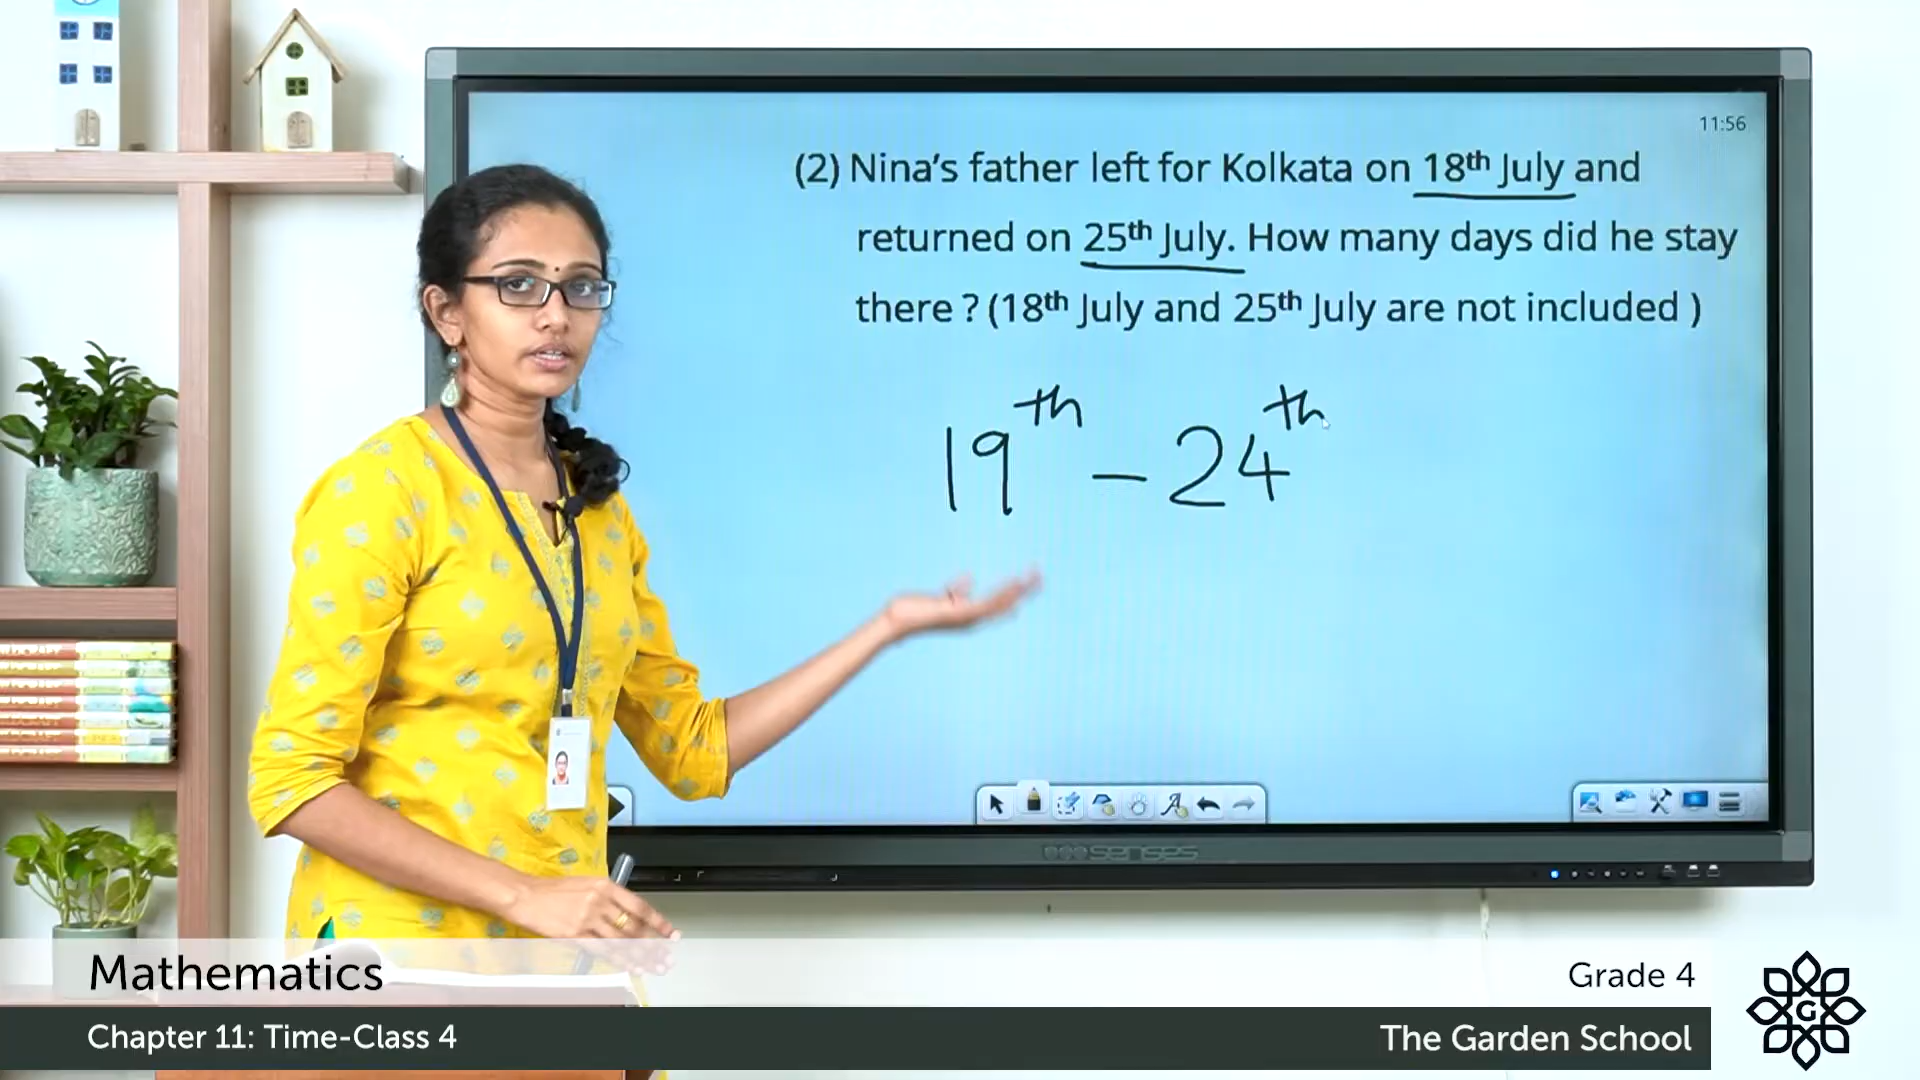 11:56
(2) Nina's father left for Kolkata on 18th July and
returned on 25th July. How many days did he stay
there ? (18th July and 25th July are not included )
19th - 24th
senses
Mathematics
Grade 4
Chapter 11: Time-Class 4
The Garden School
G